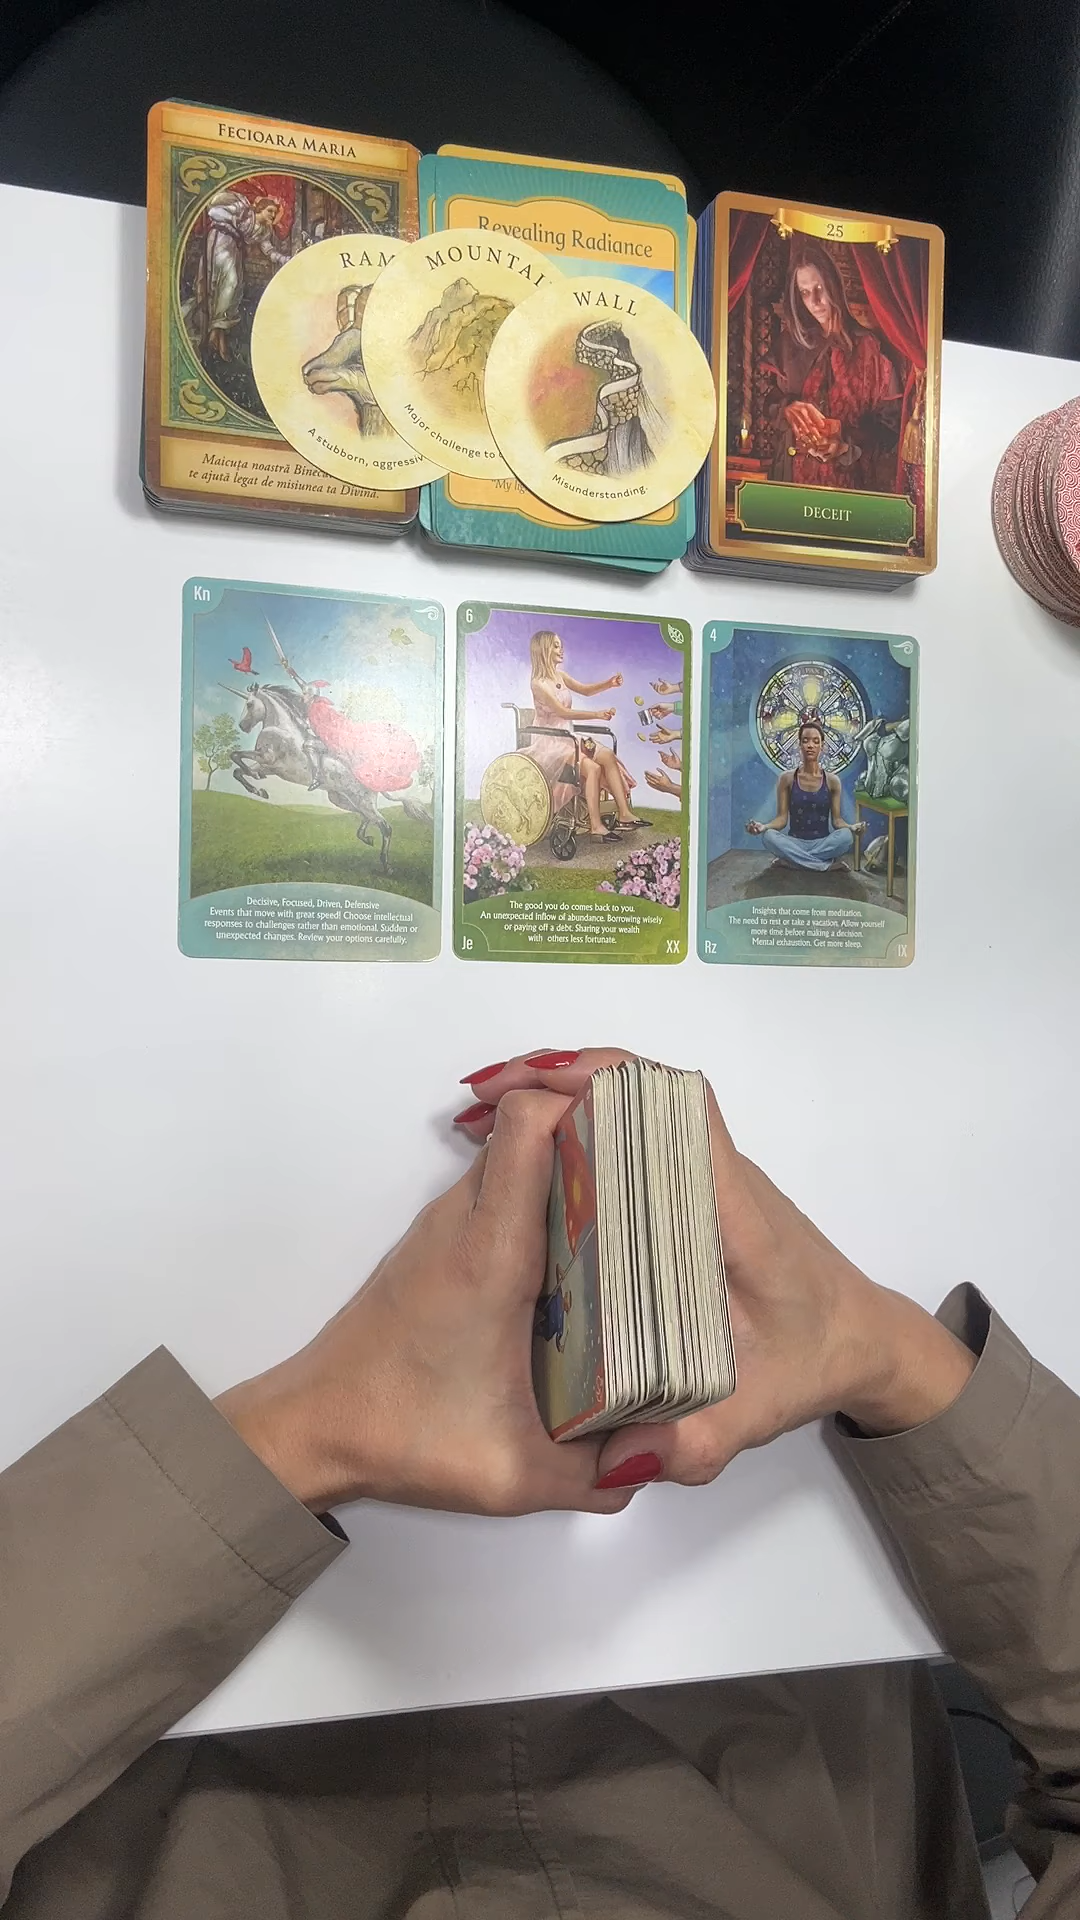 FECIOARA MARIA
Maicuța noastră
te ajută legat de misiunea ta Divină.
Revealing Radiance
"My
RAM
A stubborn,
MOUNTAI
Major challenge to
WALL
Misunderstanding.
25
DECEIT
Kn
Decisive, Focused, Driven, Defensive
Events that move with great speed! Choose intellectual
responses to challenges rather than emotional. Sudden or
unexpected changes. Review your options carefully.
6
The good you do comes back to you.
An unexpected inflow of abundance. Borrowing wisely
or paying off a debt. Sharing your wealth
with others less fortunate.
Je
XX
4
Insights that come from meditation.
The need to rest or take a vacation. Allow yourself
more time before making a decision.
Mental exhaustion. Get more sleep.
Rz
IX